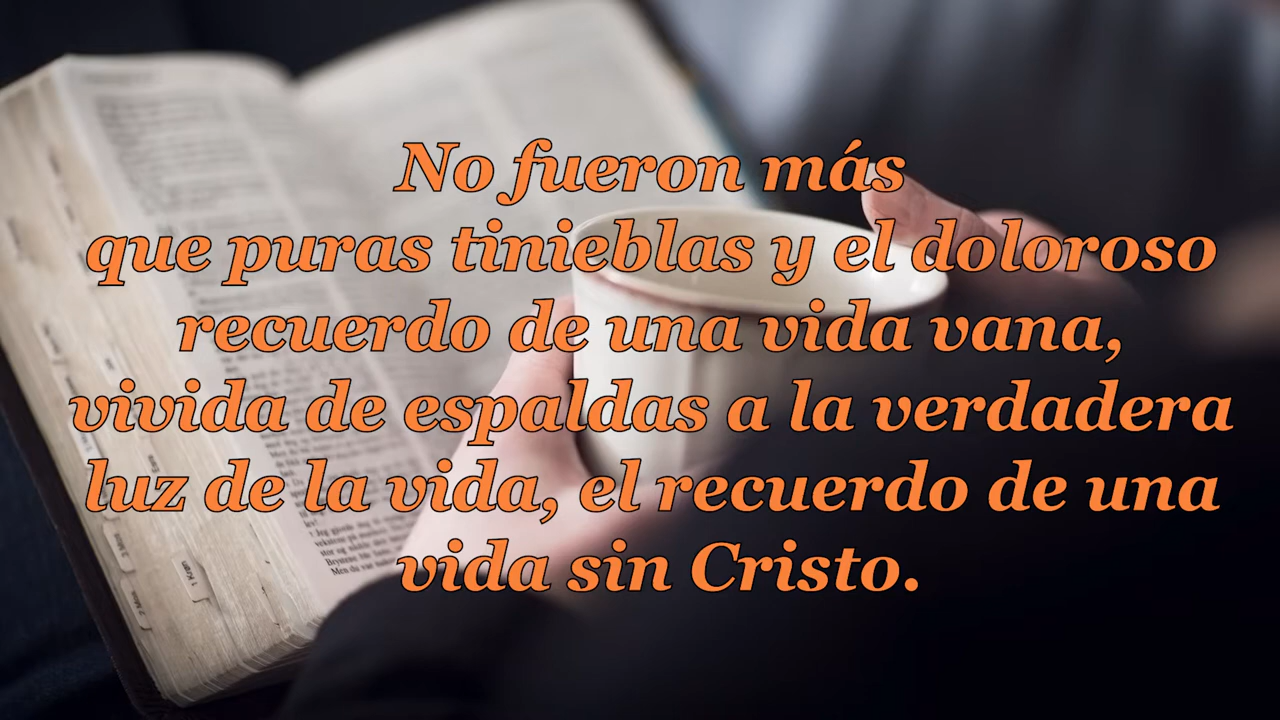 No fueron más
que puras tinieblas y el doloroso
recuerdo de una vida vana,
vivida de espaldas a la verdadera
luz de la vida, el recuerdo de una
vida sin Cristo.